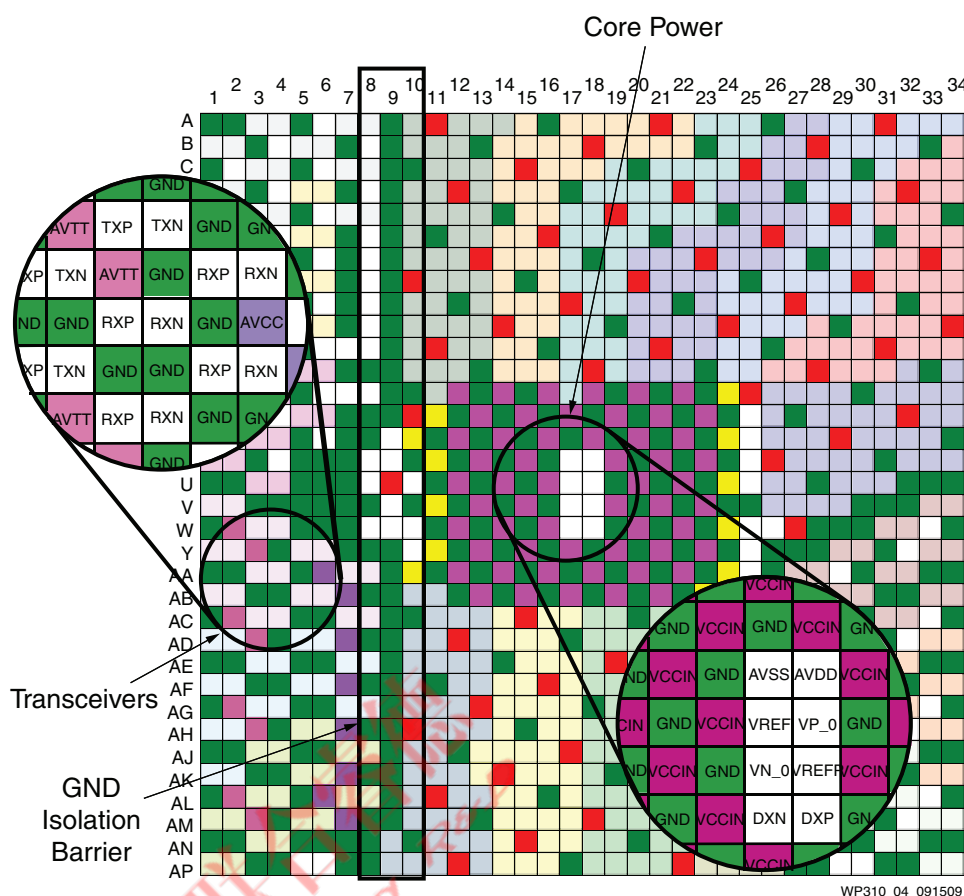 Core Power
2 4 6 8 10 12 14 16 18 20 22 24 26 28 30 32 34
1 3 5 7 9 11 13 15 17 19 21 23 25 27 29 31 33
A
B
C
GND
AVTT TXP TXN GND GN
XP TXN AVTT GND RXP RXN
ND GND RXP RXN GND AVCC
XP TXN GND GND RXP RXN
AVTT RXP RXN GND GN
GND
U
V
W
Y
AA
AB
AC
AD
AE
AF
AG
AH
AJ
AK
AL
AM
AN
AP
Transceivers
GND
Isolation
Barrier
VCCIN
GND VCCIN GND VCCIN GN
ND VCCIN GND AVSS AVDD VCCIN
CIN GND VCCIN VREF VP_0 GND
ND VCCIN GND VN_0 VREFF VCCIN
GND VCCIN DXN DXP GN
VCCIN
WP310_04_091509